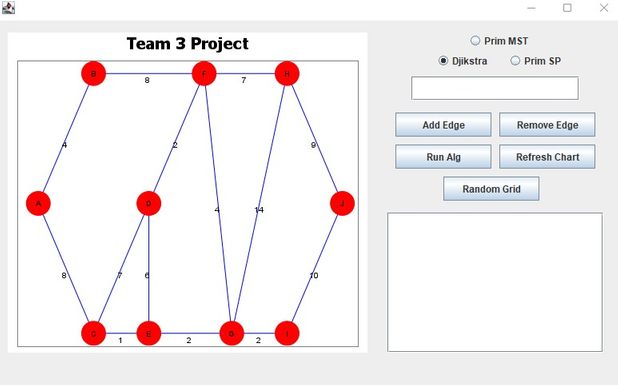 Team 3 Project
Prim MST
Djikstra
Prim SP
Add Edge
Remove Edge
Run Alg
Refresh Chart
Random Grid
B
F
H
8
7
4
2
9
A
D
J
4
14
8
7
6
10
C
E
G
I
1
2
2